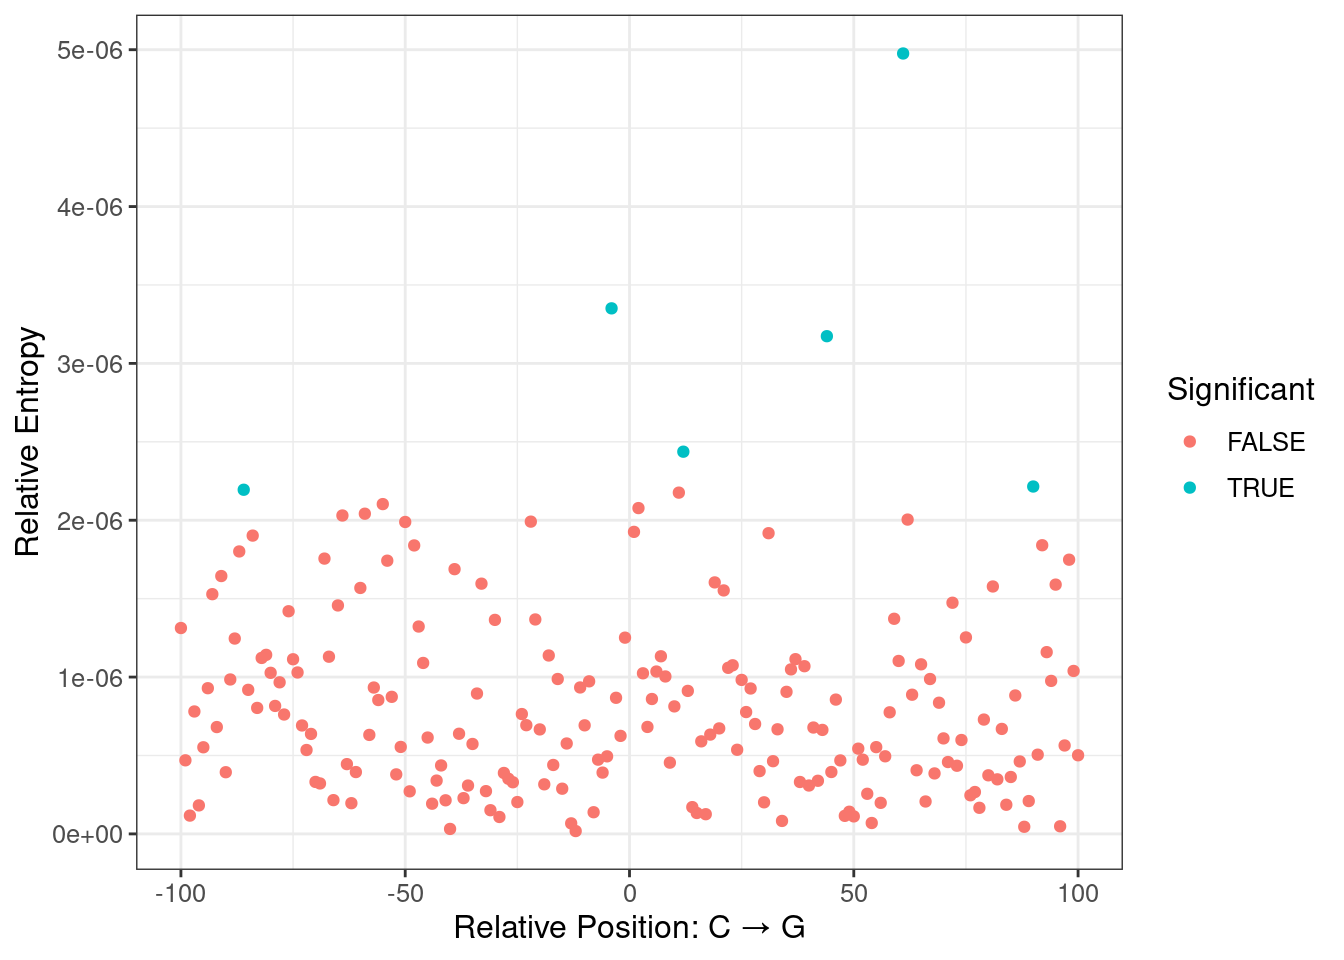 5e-06
4e-06
3e-06
2e-06
1e-06
0e+00
Relative Entropy
-100
-50
0
50
100
Relative Position: C → G
Significant
FALSE
TRUE